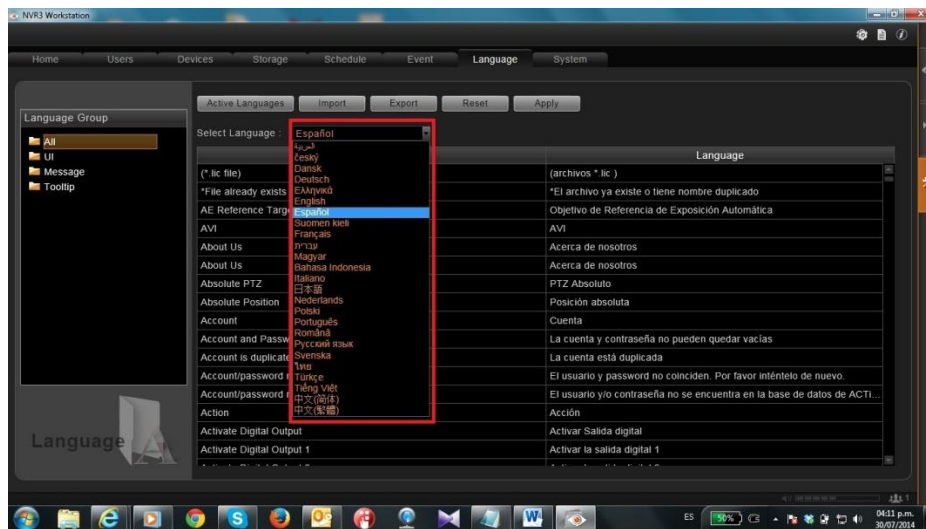 NVR3 Workstation
Home Users Devices Storage Schedule Event Language System
Active Languages Import Export Reset Apply
Language Group
All
UI
Message
Tooltip
Select Language : Español
العربية
český
Dansk
Deutsch
Ελληνικά
English
Español
Suomen kieli
Français
עברית
Magyar
Bahasa Indonesia
Italiano
日本語
Nederlands
Polski
Português
Română
Русский язык
Svenska
ไทย
Türkçe
Tiếng Việt
中文(简体)
中文(繁體)
Language
(*.lic file) (archivos *.lic )
*File already exists *El archivo ya existe o tiene nombre duplicado
AE Reference Targ Objetivo de Referencia de Exposición Automática
AVI AVI
About Us Acerca de nosotros
About Us Acerca de nosotros
Absolute PTZ PTZ Absoluto
Absolute Position Posición absoluta
Account Cuenta
Account and Passw La cuenta y contraseña no pueden quedar vacías
Account is duplicate La cuenta está duplicada
Account/password El usuario y password no coinciden. Por favor inténtelo de nuevo.
Account/password El usuario y/o contraseña no se encuentra en la base de datos de ACTi...
Action Acción
Activate Digital Output Activar Salida digital
Activate Digital Output 1 Activar la salida digital 1
Language
1
ES 50% 04:11 p.m.
30/07/2014